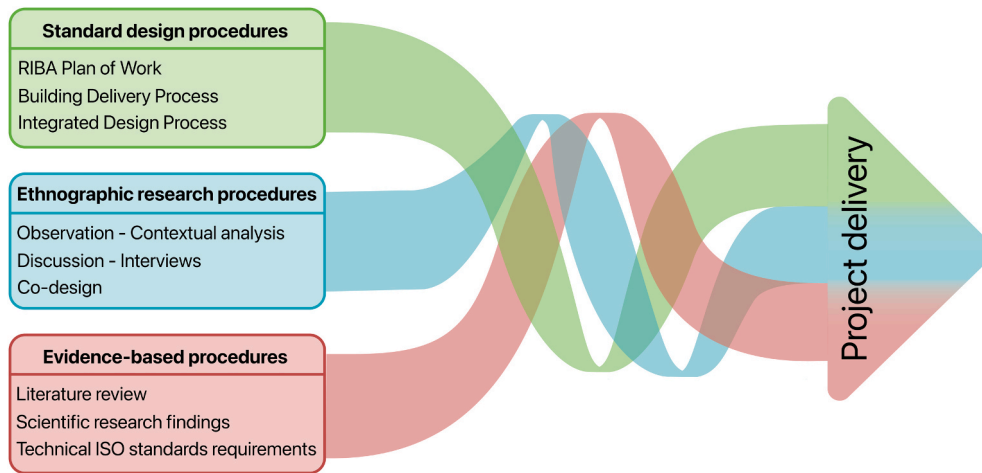 Standard design procedures
RIBA Plan of Work
Building Delivery Process
Integrated Design Process
Ethnographic research procedures
Observation - Contextual analysis
Discussion - Interviews
Co-design
Evidence-based procedures
Literature review
Scientific research findings
Technical ISO standards requirements
Project delivery